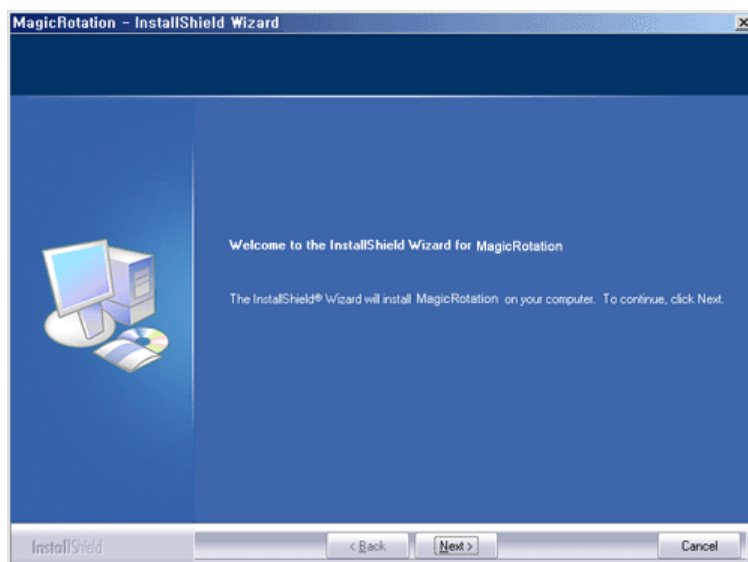 MagicRotation - InstallShield Wizard
Welcome to the InstallShield Wizard for MagicRotation
The InstallShield® Wizard will install MagicRotation on your computer. To continue, click Next.
InstallShield
< Back
Next >
Cancel